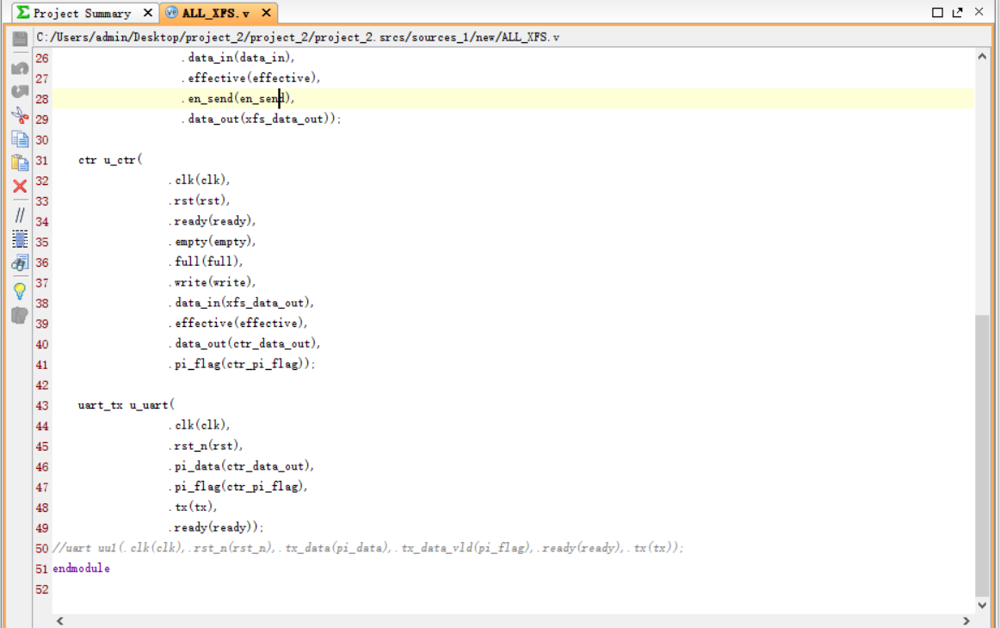 Project Summary × ALL_XFS.v ×
C:/Users/admin/Desktop/project_2/project_2/project_2.srcs/sources_1/new/ALL_XFS.v
26 .data_in(data_in),
27 .effective(effective),
28 .en_send(en_send),
29 .data_out(xfs_data_out));
30
31 ctr u_ctr(
32 .clk(clk),
33 .rst(rst),
34 .ready(ready),
35 .empty(empty),
36 .full(full),
37 .write(write),
38 .data_in(xfs_data_out),
39 .effective(effective),
40 .data_out(ctr_data_out),
41 .pi_flag(ctr_pi_flag));
42
43 uart_tx u_uart(
44 .clk(clk),
45 .rst_n(rst),
46 .pi_data(ctr_data_out),
47 .pi_flag(ctr_pi_flag),
48 .tx(tx),
49 .ready(ready));
50 //uart uu1(.clk(clk),.rst_n(rst_n),.tx_data(pi_data),.tx_data_vld(pi_flag),.ready(ready),.tx(tx));
51 endmodule
52